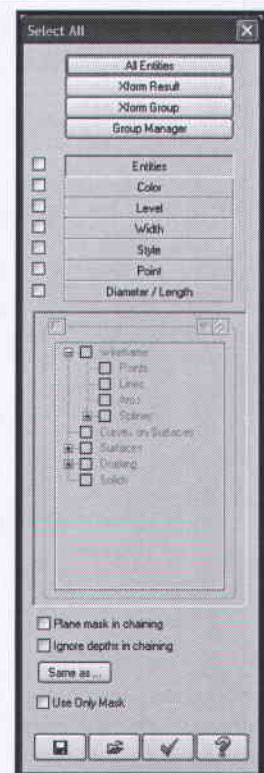 Select All
All Entities
Xform Result
Xform Group
Group Manager
Entities
Color
Level
Width
Style
Point
Diameter / Length
Wireframe
Points
Lines
Arcs
Splines
Curves on Surfaces
Surfaces
Drafting
Solids
Plane mask in chaining
Ignore depths in chaining
Same as ...
Use Only Mask